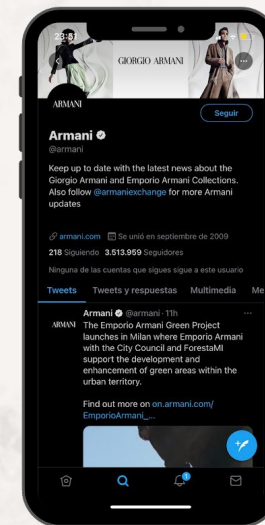 23:51
GIORGIO ARMANI
ARMANI
Seguir
Armani
@armani
Keep up to date with the latest news about the
Giorgio Armani and Emporio Armani Collections.
Also follow @armaniexchange for more Armani
updates
armani.com Se unió en septiembre de 2009
218 Siguiendo 3.513.959 Seguidores
Ninguna de las cuentas que sigues sigue a este usuario
Tweets Tweets y respuestas Multimedia Me
Armani @armani · 11h
ARMANI
The Emporio Armani Green Project
launches in Milan where Emporio Armani
with the City Council and ForestaMI
support the development and
enhancement of green areas within the
urban territory.
Find out more on on.armani.com/
EmporioArmani_...